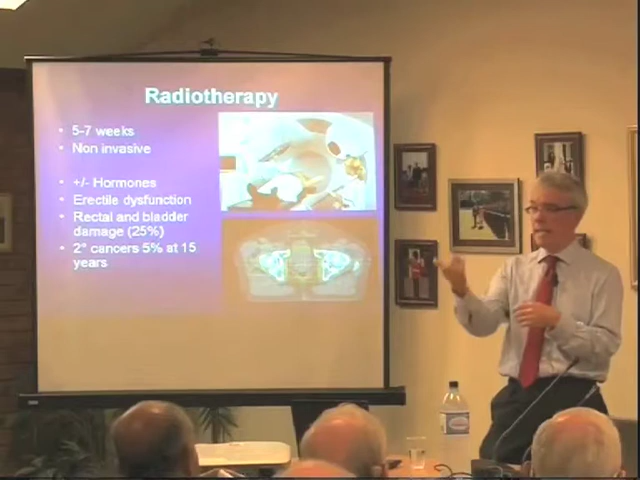 Radiotherapy
• 5-7 weeks
• Non invasive
• +/- Hormones
• Erectile dysfunction
• Rectal and bladder
damage (25%)
• 2° cancers 5% at 15
years